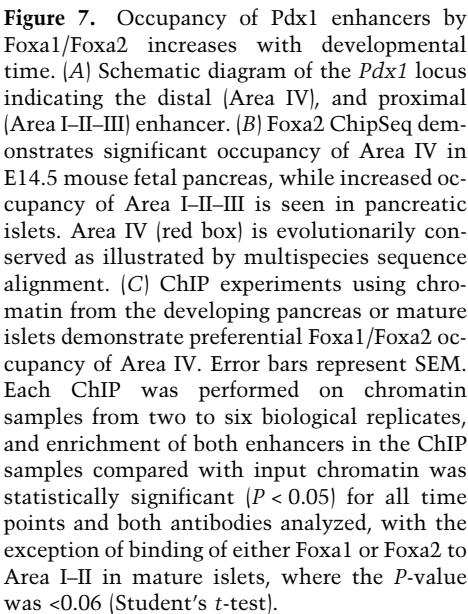 Figure 7. Occupancy of Pdx1 enhancers by
Foxa1/Foxa2 increases with developmental
time. (A) Schematic diagram of the Pdx1 locus
indicating the distal (Area IV), and proximal
(Area I–II–III) enhancer. (B) Foxa2 ChipSeq dem-
onstrates significant occupancy of Area IV in
E14.5 mouse fetal pancreas, while increased oc-
cupancy of Area I–II–III is seen in pancreatic
islets. Area IV (red box) is evolutionarily con-
served as illustrated by multispecies sequence
alignment. (C) ChIP experiments using chro-
matin from the developing pancreas or mature
islets demonstrate preferential Foxa1/Foxa2 oc-
cupancy of Area IV. Error bars represent SEM.
Each ChIP was performed on chromatin
samples from two to six biological replicates,
and enrichment of both enhancers in the ChIP
samples compared with input chromatin was
statistically significant (P < 0.05) for all time
points and both antibodies analyzed, with the
exception of binding of either Foxa1 or Foxa2 to
Area I–II in mature islets, where the P-value
was <0.06 (Student's t-test).